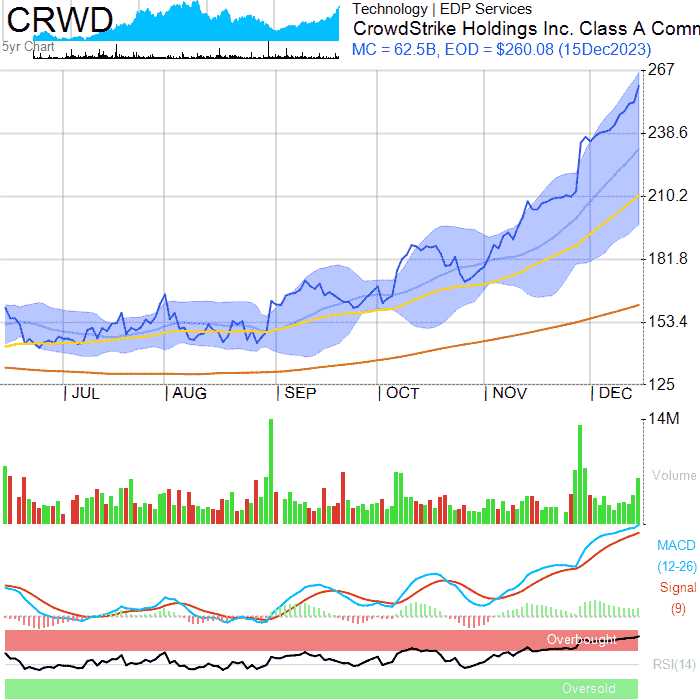 CRWD
5yr Chart
Technology | EDP Services
CrowdStrike Holdings Inc. Class A Comm
MC = 62.5B, EOD = $260.08 (15Dec2023)
267
238.6
210.2
181.8
153.4
125
JUL
AUG
SEP
OCT
NOV
DEC
14M
Volume
MACD
(12-26)
Signal
(9)
Overbought
RSI(14)
Oversold